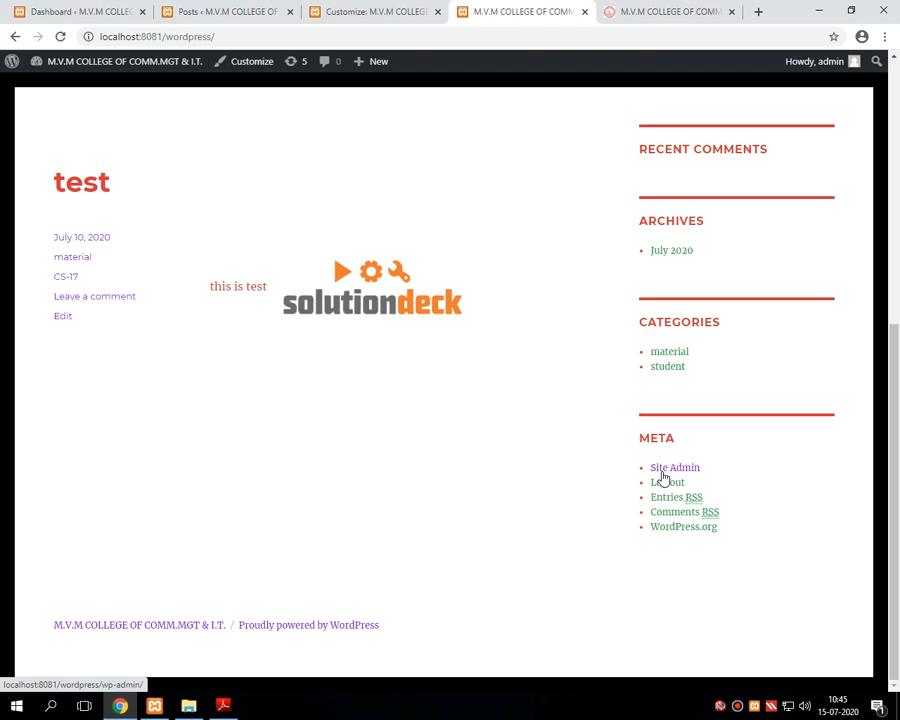 Dashboard ‹ M.V.M COLLEG
Posts ‹ M.V.M COLLEGE OF
Customize: M.V.M COLLEGE
M.V.M COLLEGE OF COMM
M.V.M COLLEGE OF COMM
localhost:8081/wordpress/
M.V.M COLLEGE OF COMM.MGT & I.T.
Customize
5
0
New
Howdy, admin
test
July 10, 2020
material
CS-17
Leave a comment
Edit
this is test
solutiondeck
RECENT COMMENTS
ARCHIVES
July 2020
CATEGORIES
material
student
META
Site Admin
Entries RSS
Comments RSS
WordPress.org
M.V.M COLLEGE OF COMM.MGT & I.T. / Proudly powered by WordPress
localhost:8081/wordpress/wp-admin/
10:45
15-07-2020
1